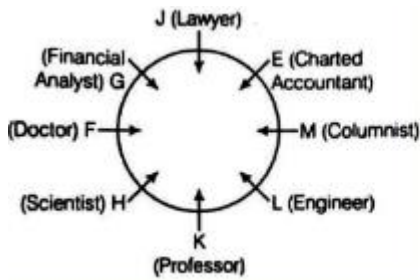 J (Lawyer)
(Financial
Analyst) G
E (Charted
Accountant)
(Doctor) F
M (Columnist)
(Scientist) H
L (Engineer)
K
(Professor)